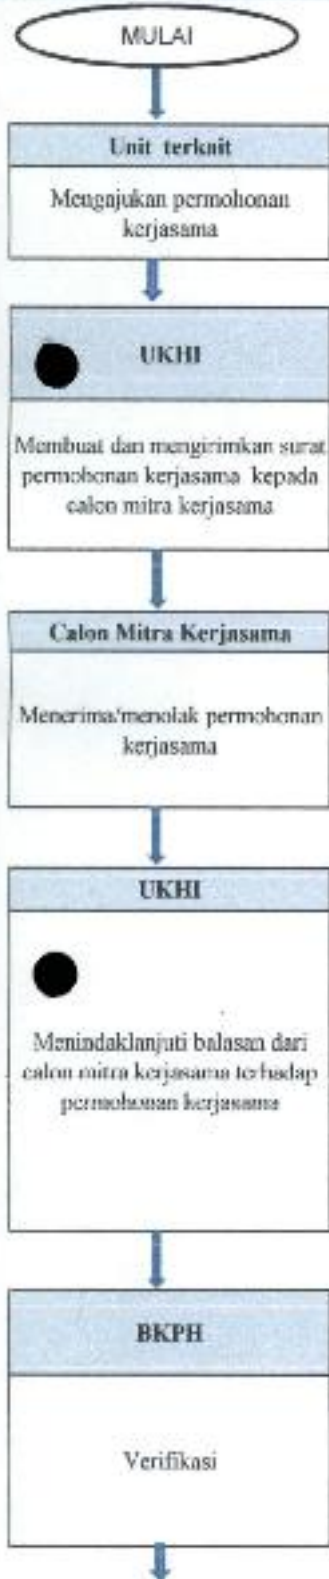 MULAI
Unit terkait
Mengajukan permohonan
kerjasama
UKHI
Membuat dan mengirimkan surat
permohonan kerjasama kepada
calon mitra kerjasama
Calon Mitra Kerjasama
Menerima/menolak permohonan
kerjasama
UKHI
Menindaklanjuti balasan dari
calon mitra kerjasama terhadap
permohonan kerjasama
BKPH
Verifikasi